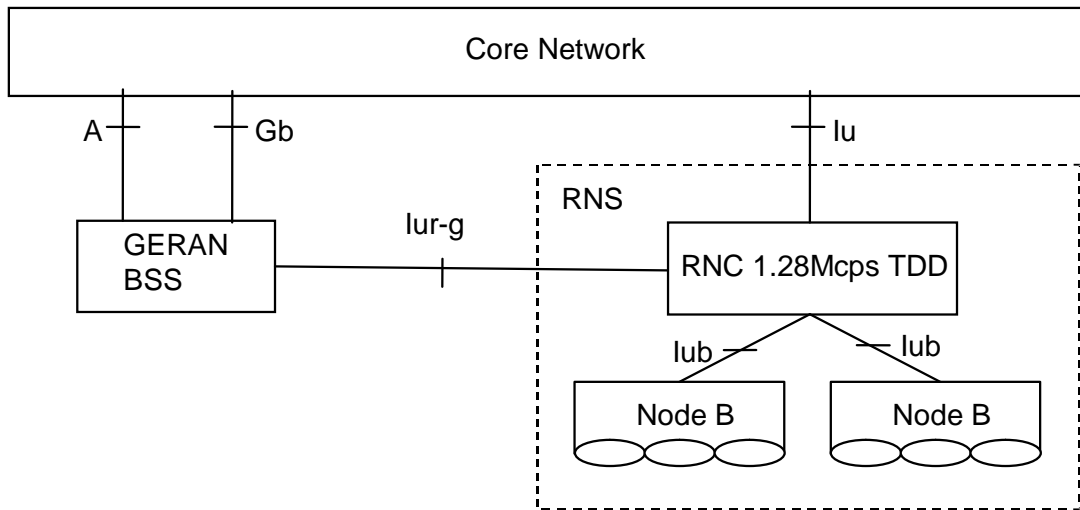 Core Network
A
Gb
Iu
RNS
Iur-g
GERAN
BSS
RNC 1.28Mcps TDD
Iub
Iub
Node B
Node B